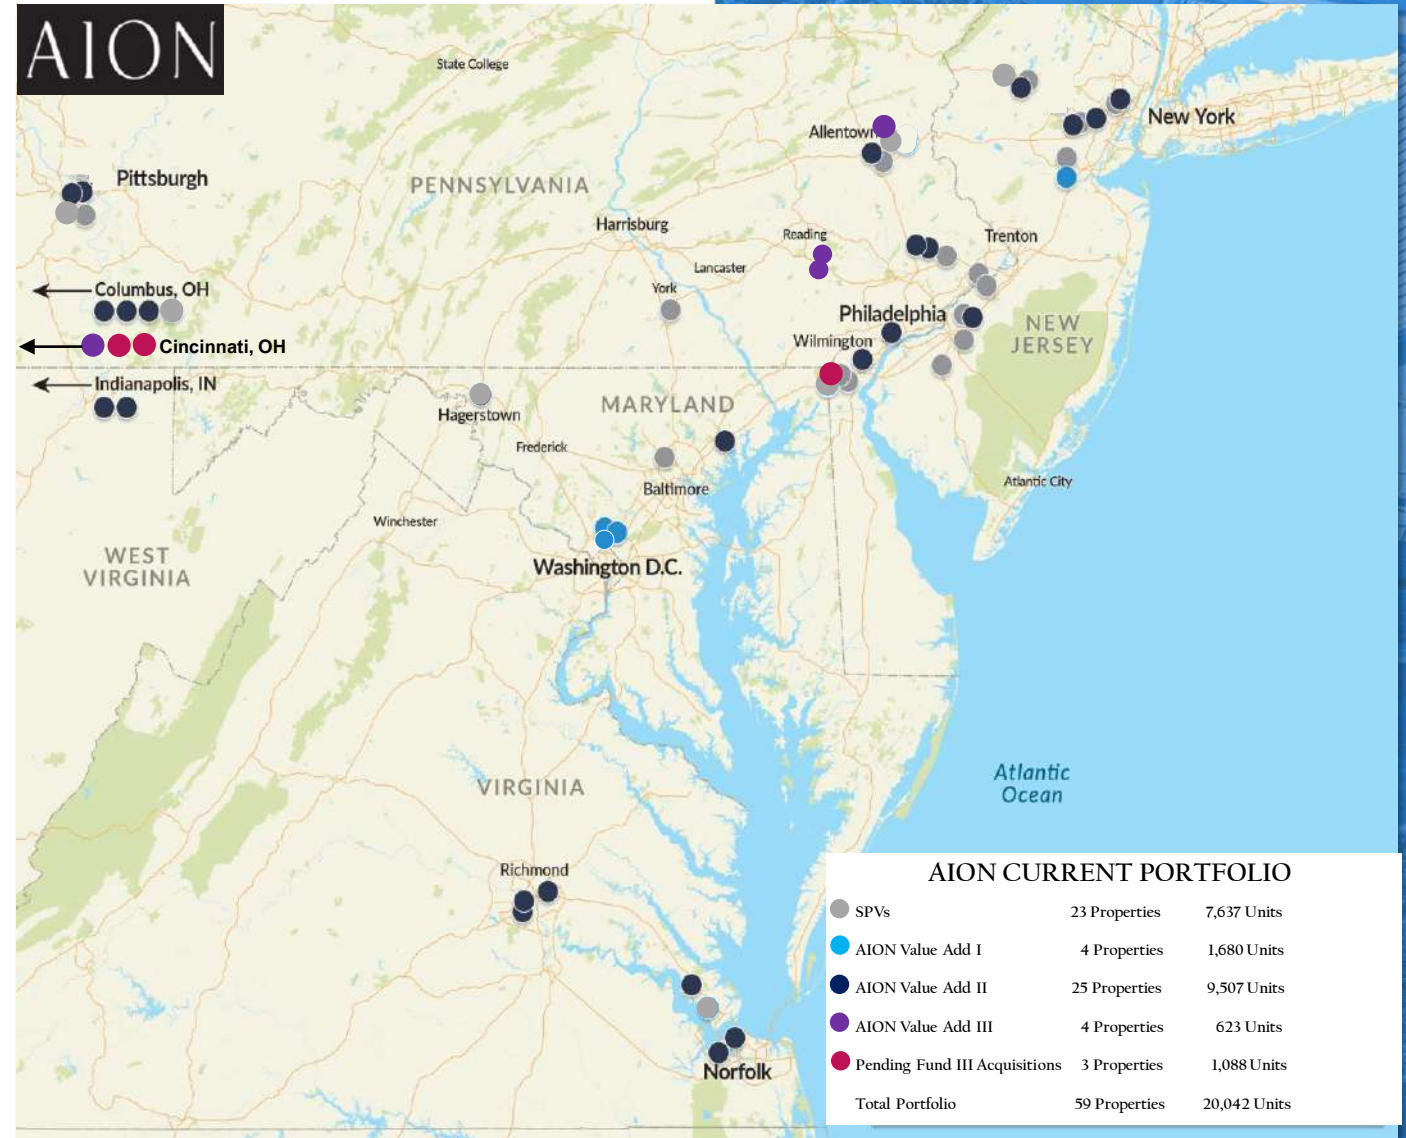 AION
State College
New York
Allentown
Pittsburgh
PENNSYLVANIA
Harrisburg
Reading
Trenton
Lancaster
York
Columbus, OH
Philadelphia
NEW
JERSEY
Wilmington
Cincinnati, OH
Indianapolis, IN
MARYLAND
Hagerstown
Frederick
Atlantic City
Baltimore
Winchester
WEST
VIRGINIA
Washington D.C.
Atlantic
Ocean
VIRGINIA
Richmond
Norfolk
AION CURRENT PORTFOLIO
SPVs 23 Properties 7,637 Units
AION Value Add I 4 Properties 1,680 Units
AION Value Add II 25 Properties 9,507 Units
AION Value Add III 4 Properties 623 Units
Pending Fund III Acquisitions 3 Properties 1,088 Units
Total Portfolio 59 Properties 20,042 Units